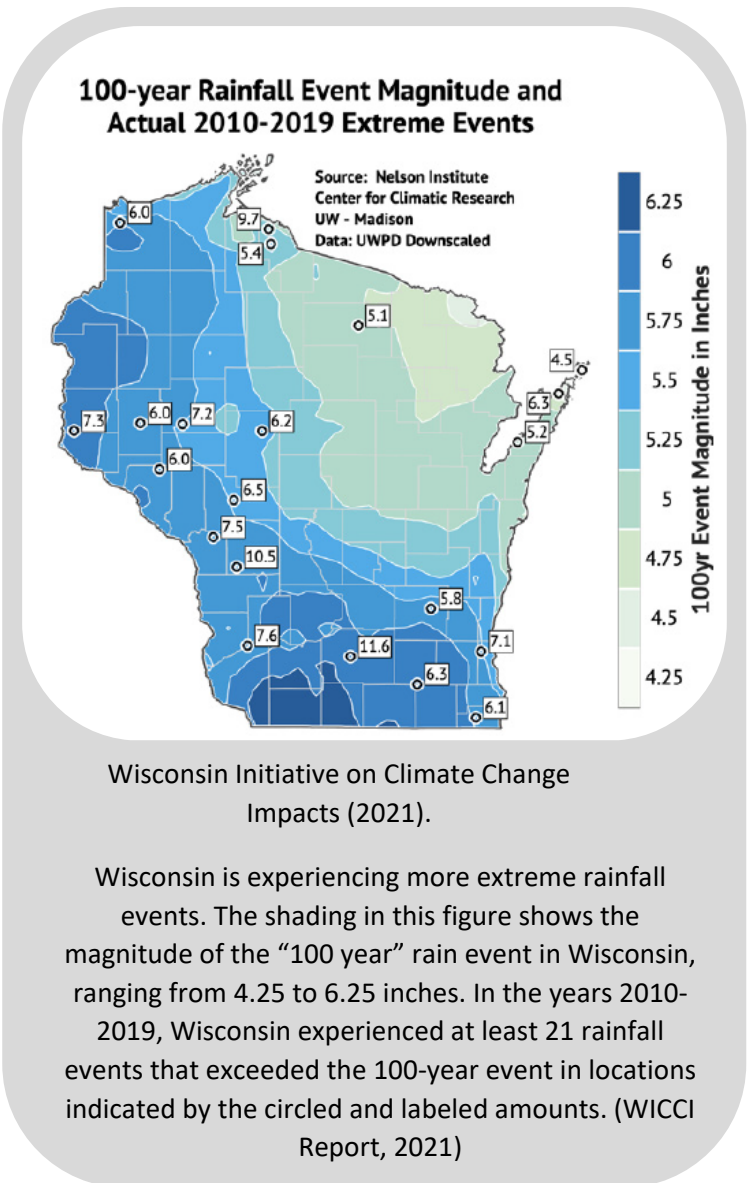 100-year Rainfall Event Magnitude and
Actual 2010-2019 Extreme Events
Source: Nelson Institute
Center for Climatic Research
UW - Madison
Data: UWPD Downscaled
6.0
9.7
5.4
5.1
4.5
6.3
5.2
7.3
6.0
7.2
6.2
6.0
6.5
7.5
10.5
5.8
7.6
11.6
7.1
6.3
6.1
6.25
6
5.75
5.5
5.25
5
4.75
4.5
4.25
100yr Event Magnitude in Inches
Wisconsin Initiative on Climate Change
Impacts (2021).
Wisconsin is experiencing more extreme rainfall
events. The shading in this figure shows the
magnitude of the “100 year” rain event in Wisconsin,
ranging from 4.25 to 6.25 inches. In the years 2010-
2019, Wisconsin experienced at least 21 rainfall
events that exceeded the 100-year event in locations
indicated by the circled and labeled amounts. (WICCI
Report, 2021)